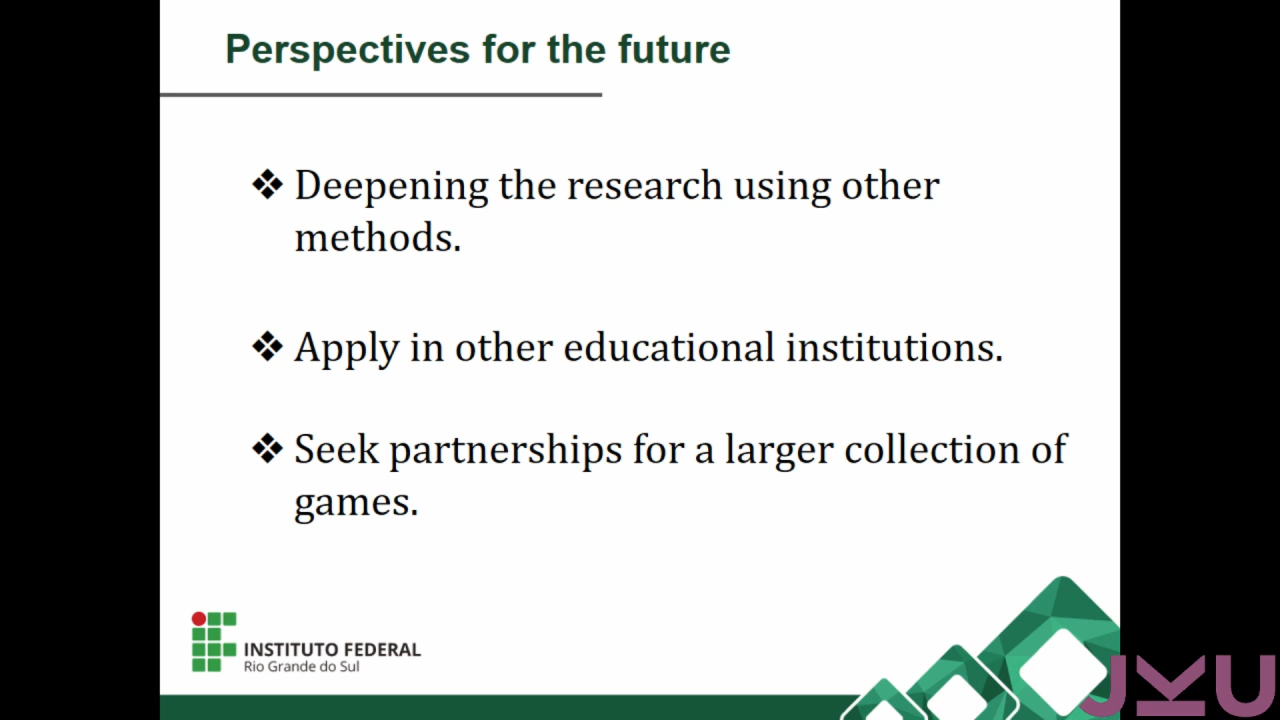 Perspectives for the future
❖ Deepening the research using other
methods.
❖ Apply in other educational institutions.
❖ Seek partnerships for a larger collection of
games.
INSTITUTO FEDERAL
Rio Grande do Sul
JKU